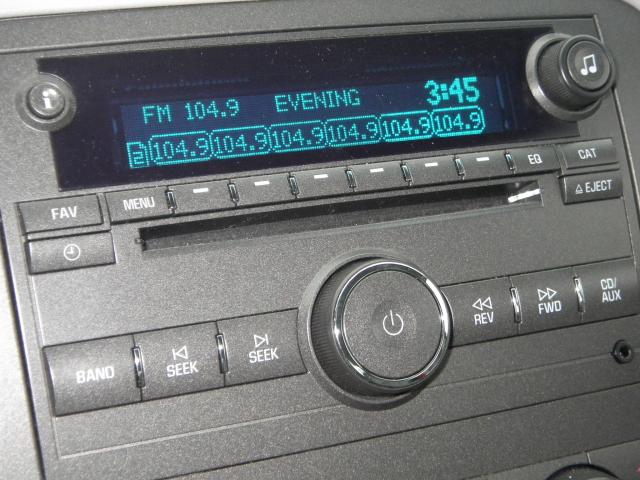 FM 104.9 EVENING 3:45
2 104.9 104.9 104.9 104.9 104.9 104.9
FAV MENU EQ CAT
EJECT
BAND SEEK SEEK REV FWD CD/
AUX